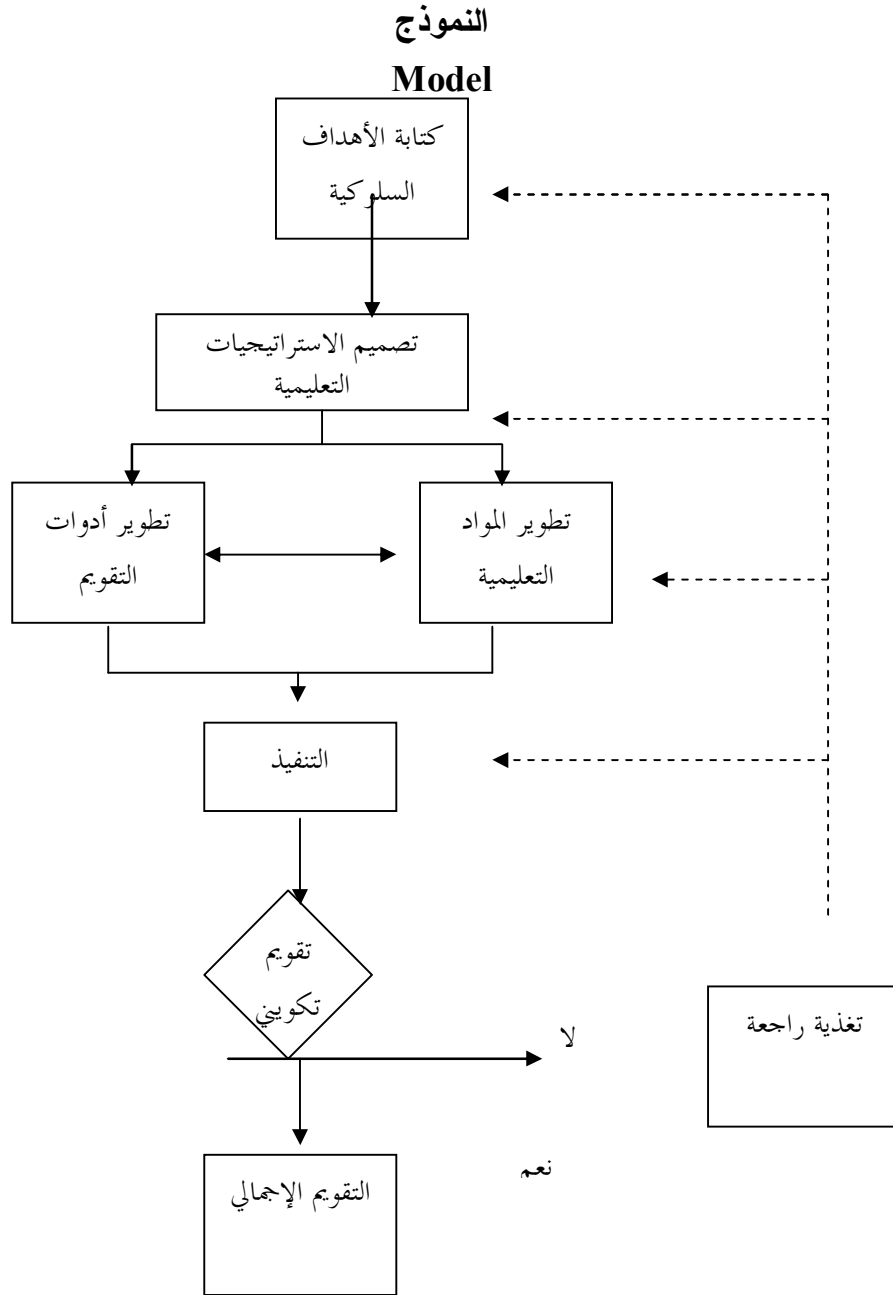 النموذج
Model
كتابة الأهداف
السلوكية
تصميم الاستراتيجيات
التعليمية
تطوير المواد
التعليمية
تطوير أدوات
التقويم
التنفيذ
تقويم
تكويني
لا
تغذية راجعة
نعم
التقويم الإجمالي